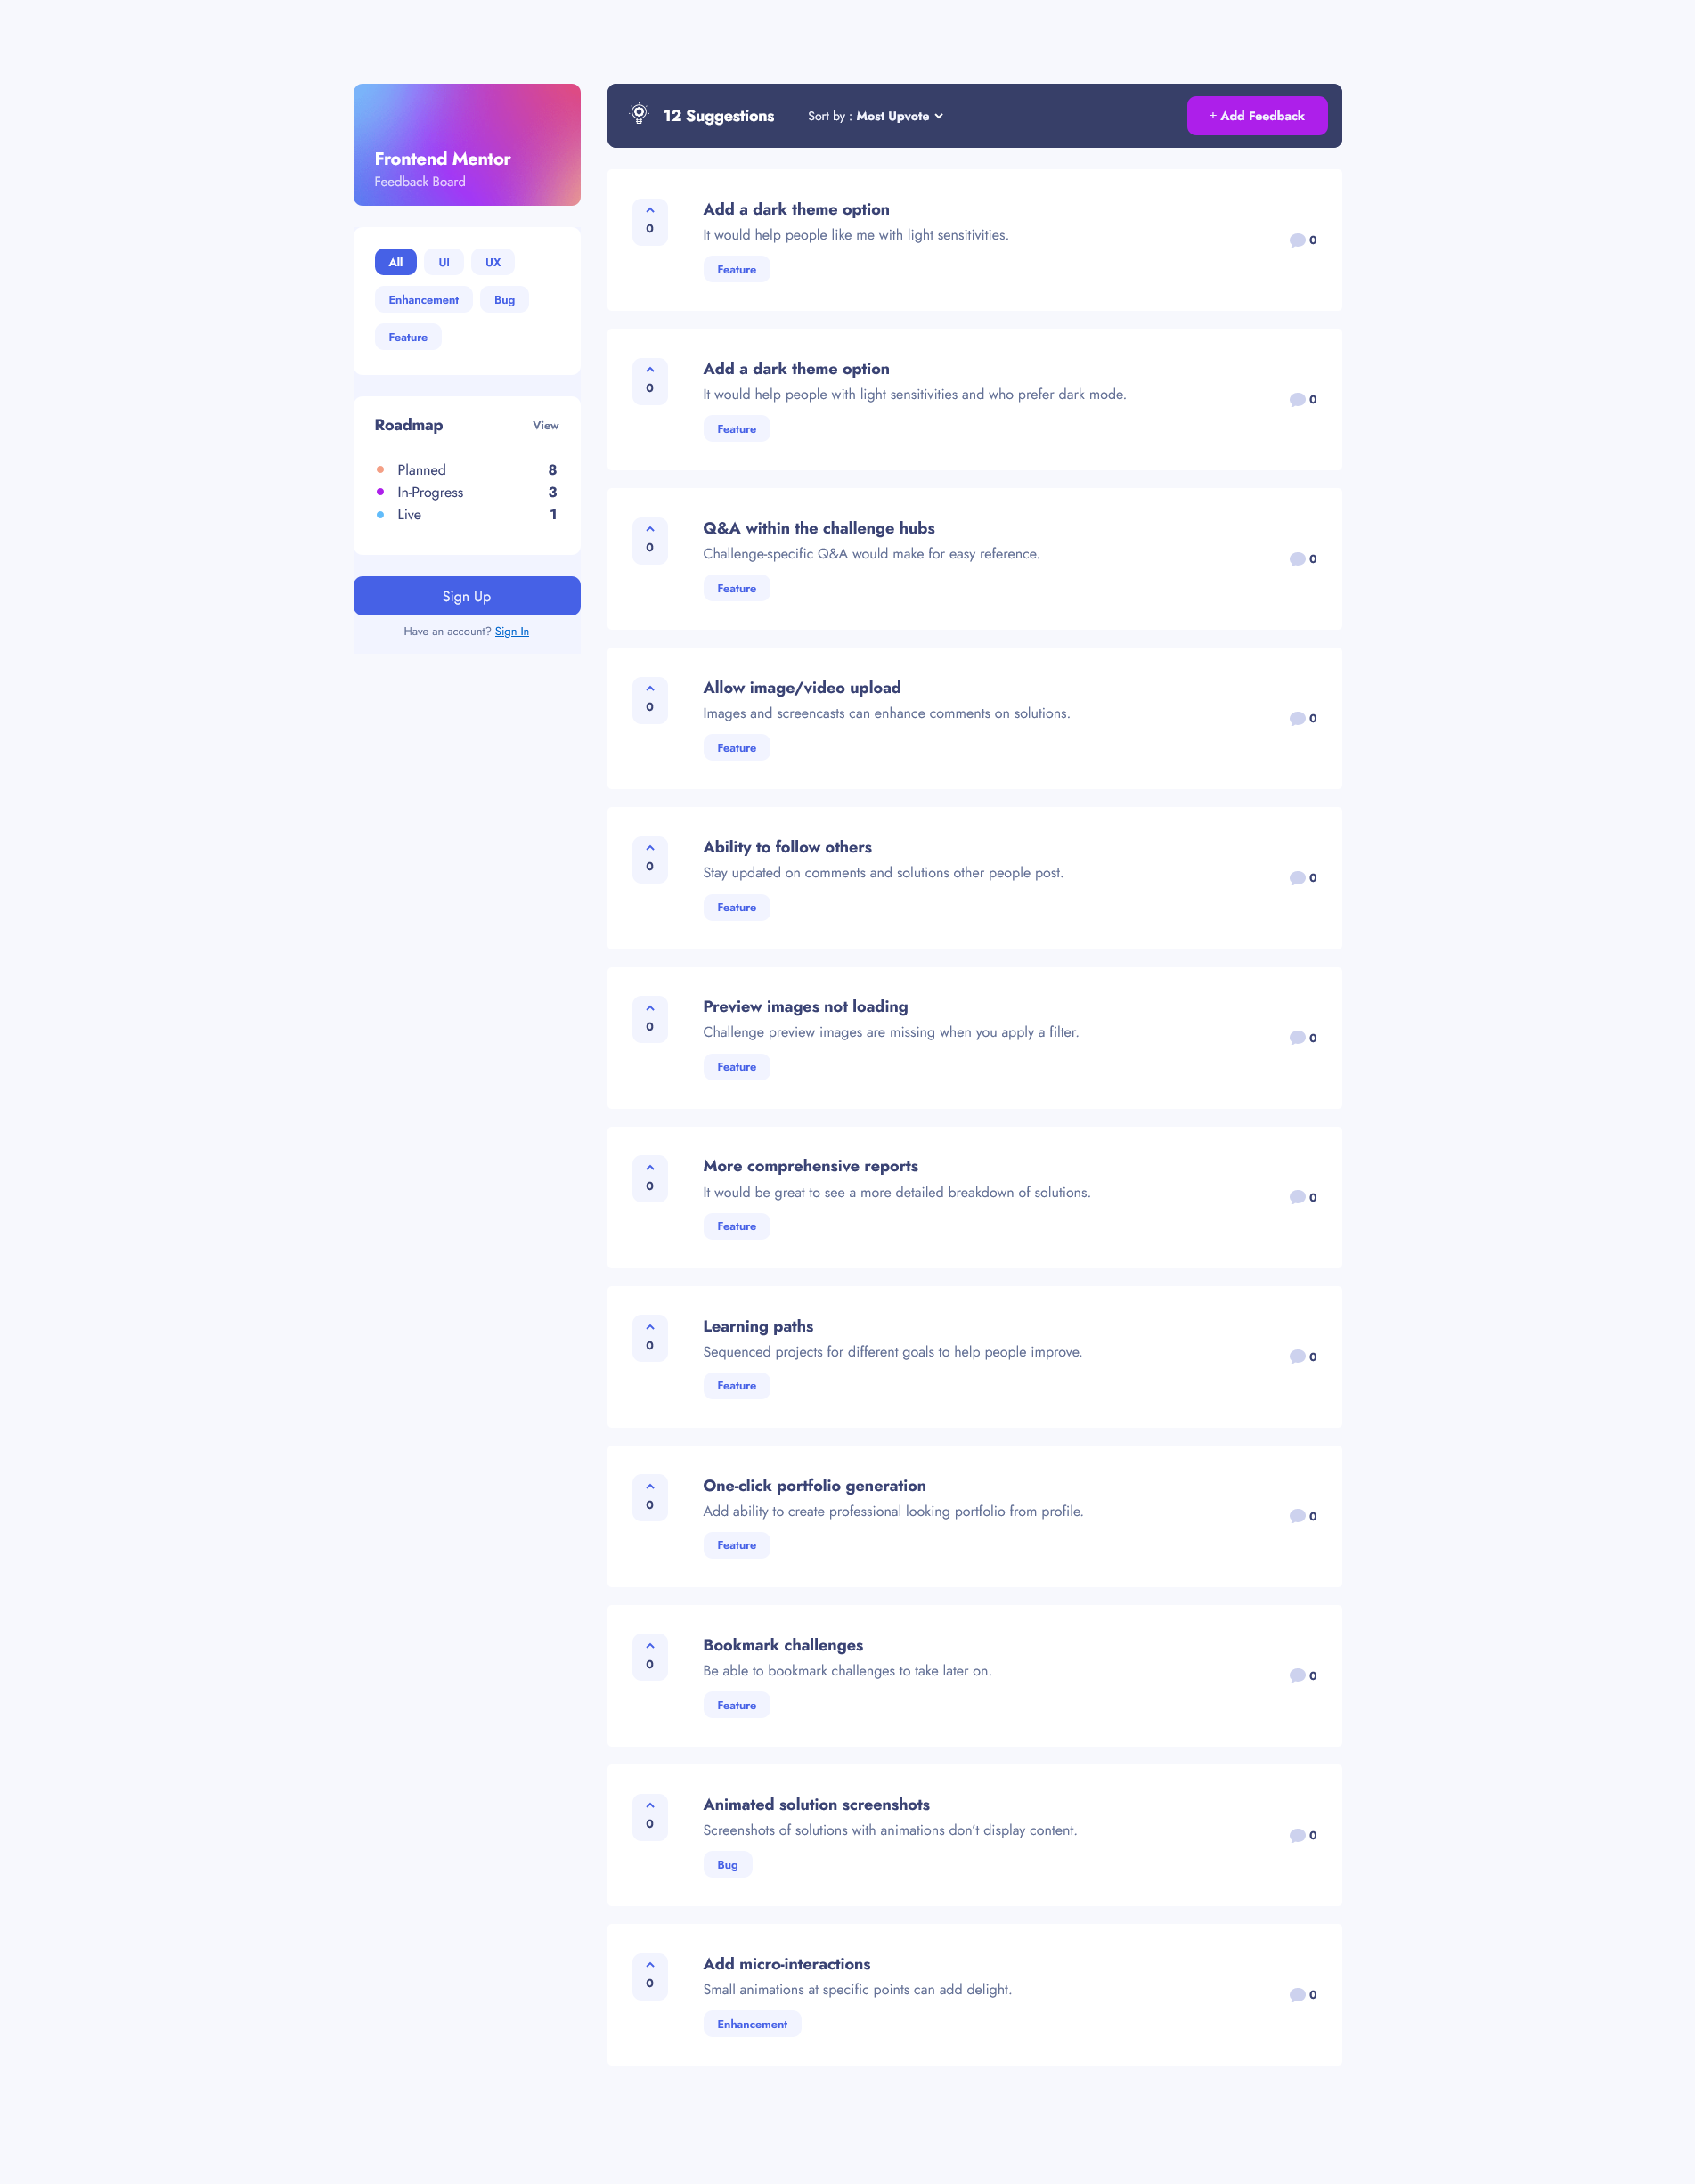 Frontend Mentor
Feedback Board
All
UI
UX
Enhancement
Bug
Feature
Roadmap
View
Planned
8
In-Progress
3
Live
1
Sign Up
Have an account? Sign In
12 Suggestions
Sort by : Most Upvote
+ Add Feedback
0
Add a dark theme option
It would help people like me with light sensitivities.
Feature
0
0
Add a dark theme option
It would help people with light sensitivities and who prefer dark mode.
Feature
0
0
Q&A within the challenge hubs
Challenge-specific Q&A would make for easy reference.
Feature
0
0
Allow image/video upload
Images and screencasts can enhance comments on solutions.
Feature
0
0
Ability to follow others
Stay updated on comments and solutions other people post.
Feature
0
0
Preview images not loading
Challenge preview images are missing when you apply a filter.
Feature
0
0
More comprehensive reports
It would be great to see a more detailed breakdown of solutions.
Feature
0
0
Learning paths
Sequenced projects for different goals to help people improve.
Feature
0
0
One-click portfolio generation
Add ability to create professional looking portfolio from profile.
Feature
0
0
Bookmark challenges
Be able to bookmark challenges to take later on.
Feature
0
0
Animated solution screenshots
Screenshots of solutions with animations don't display content.
Bug
0
0
Add micro-interactions
Small animations at specific points can add delight.
Enhancement
0